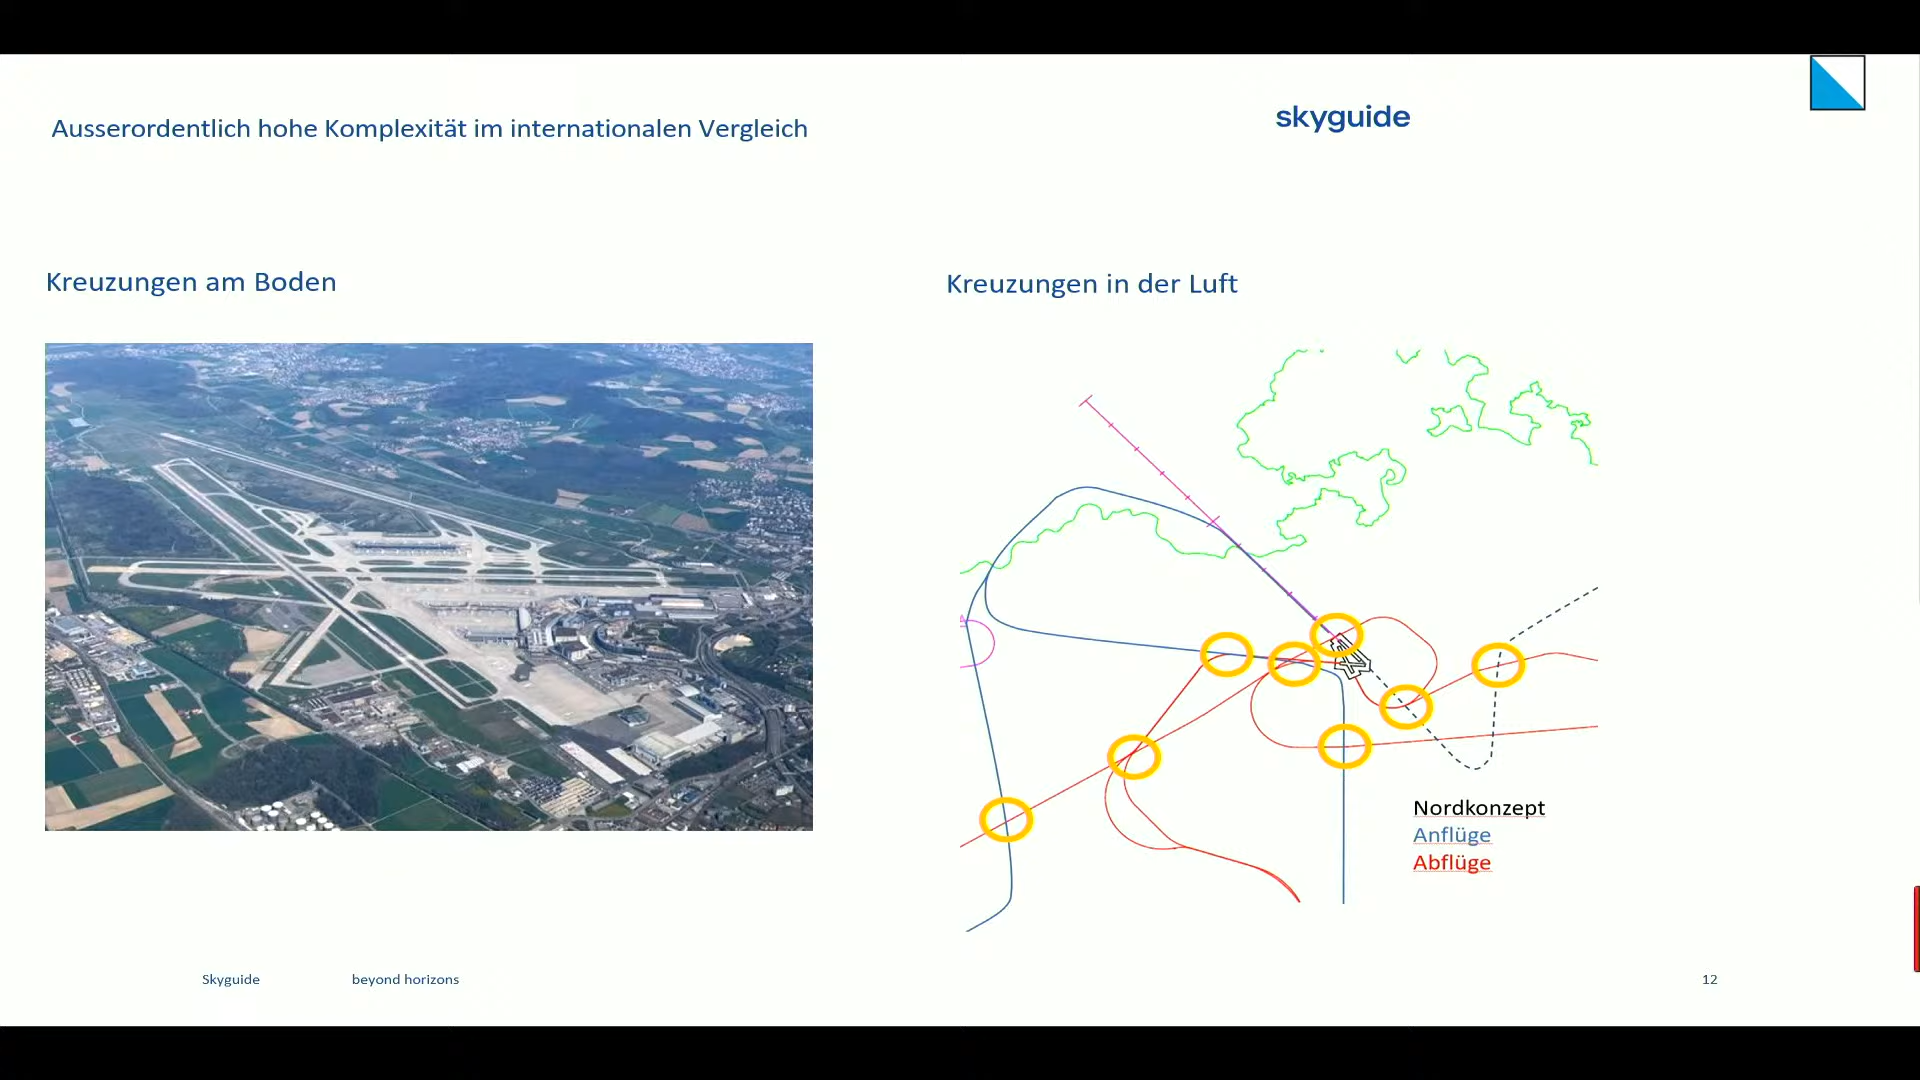 skyguide
Ausserordentlich hohe Komplexität im internationalen Vergleich
Kreuzungen am Boden
Kreuzungen in der Luft
Nordkonzept
Anflüge
Abflüge
Skyguide
beyond horizons
12